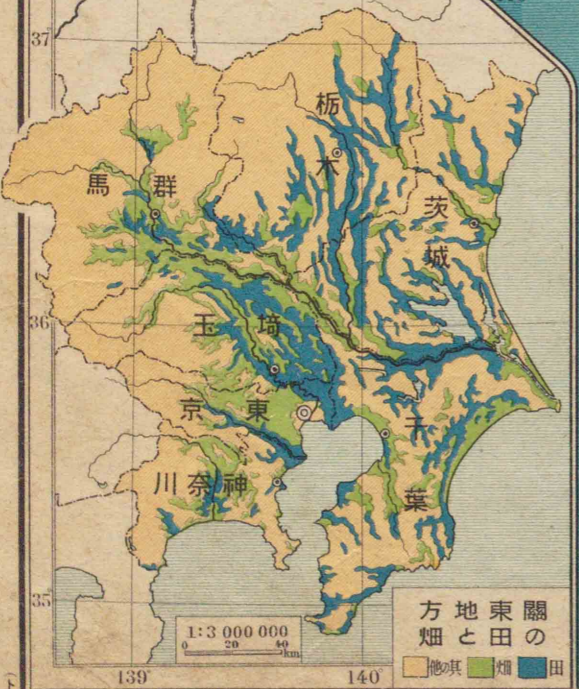 37
栃木
群馬
茨城
36
埼玉
東京
千葉
神奈川
35
關東地方
の田と畑
田 畑 其の他
1:3 000 000
0 20 40
km
139°
140°